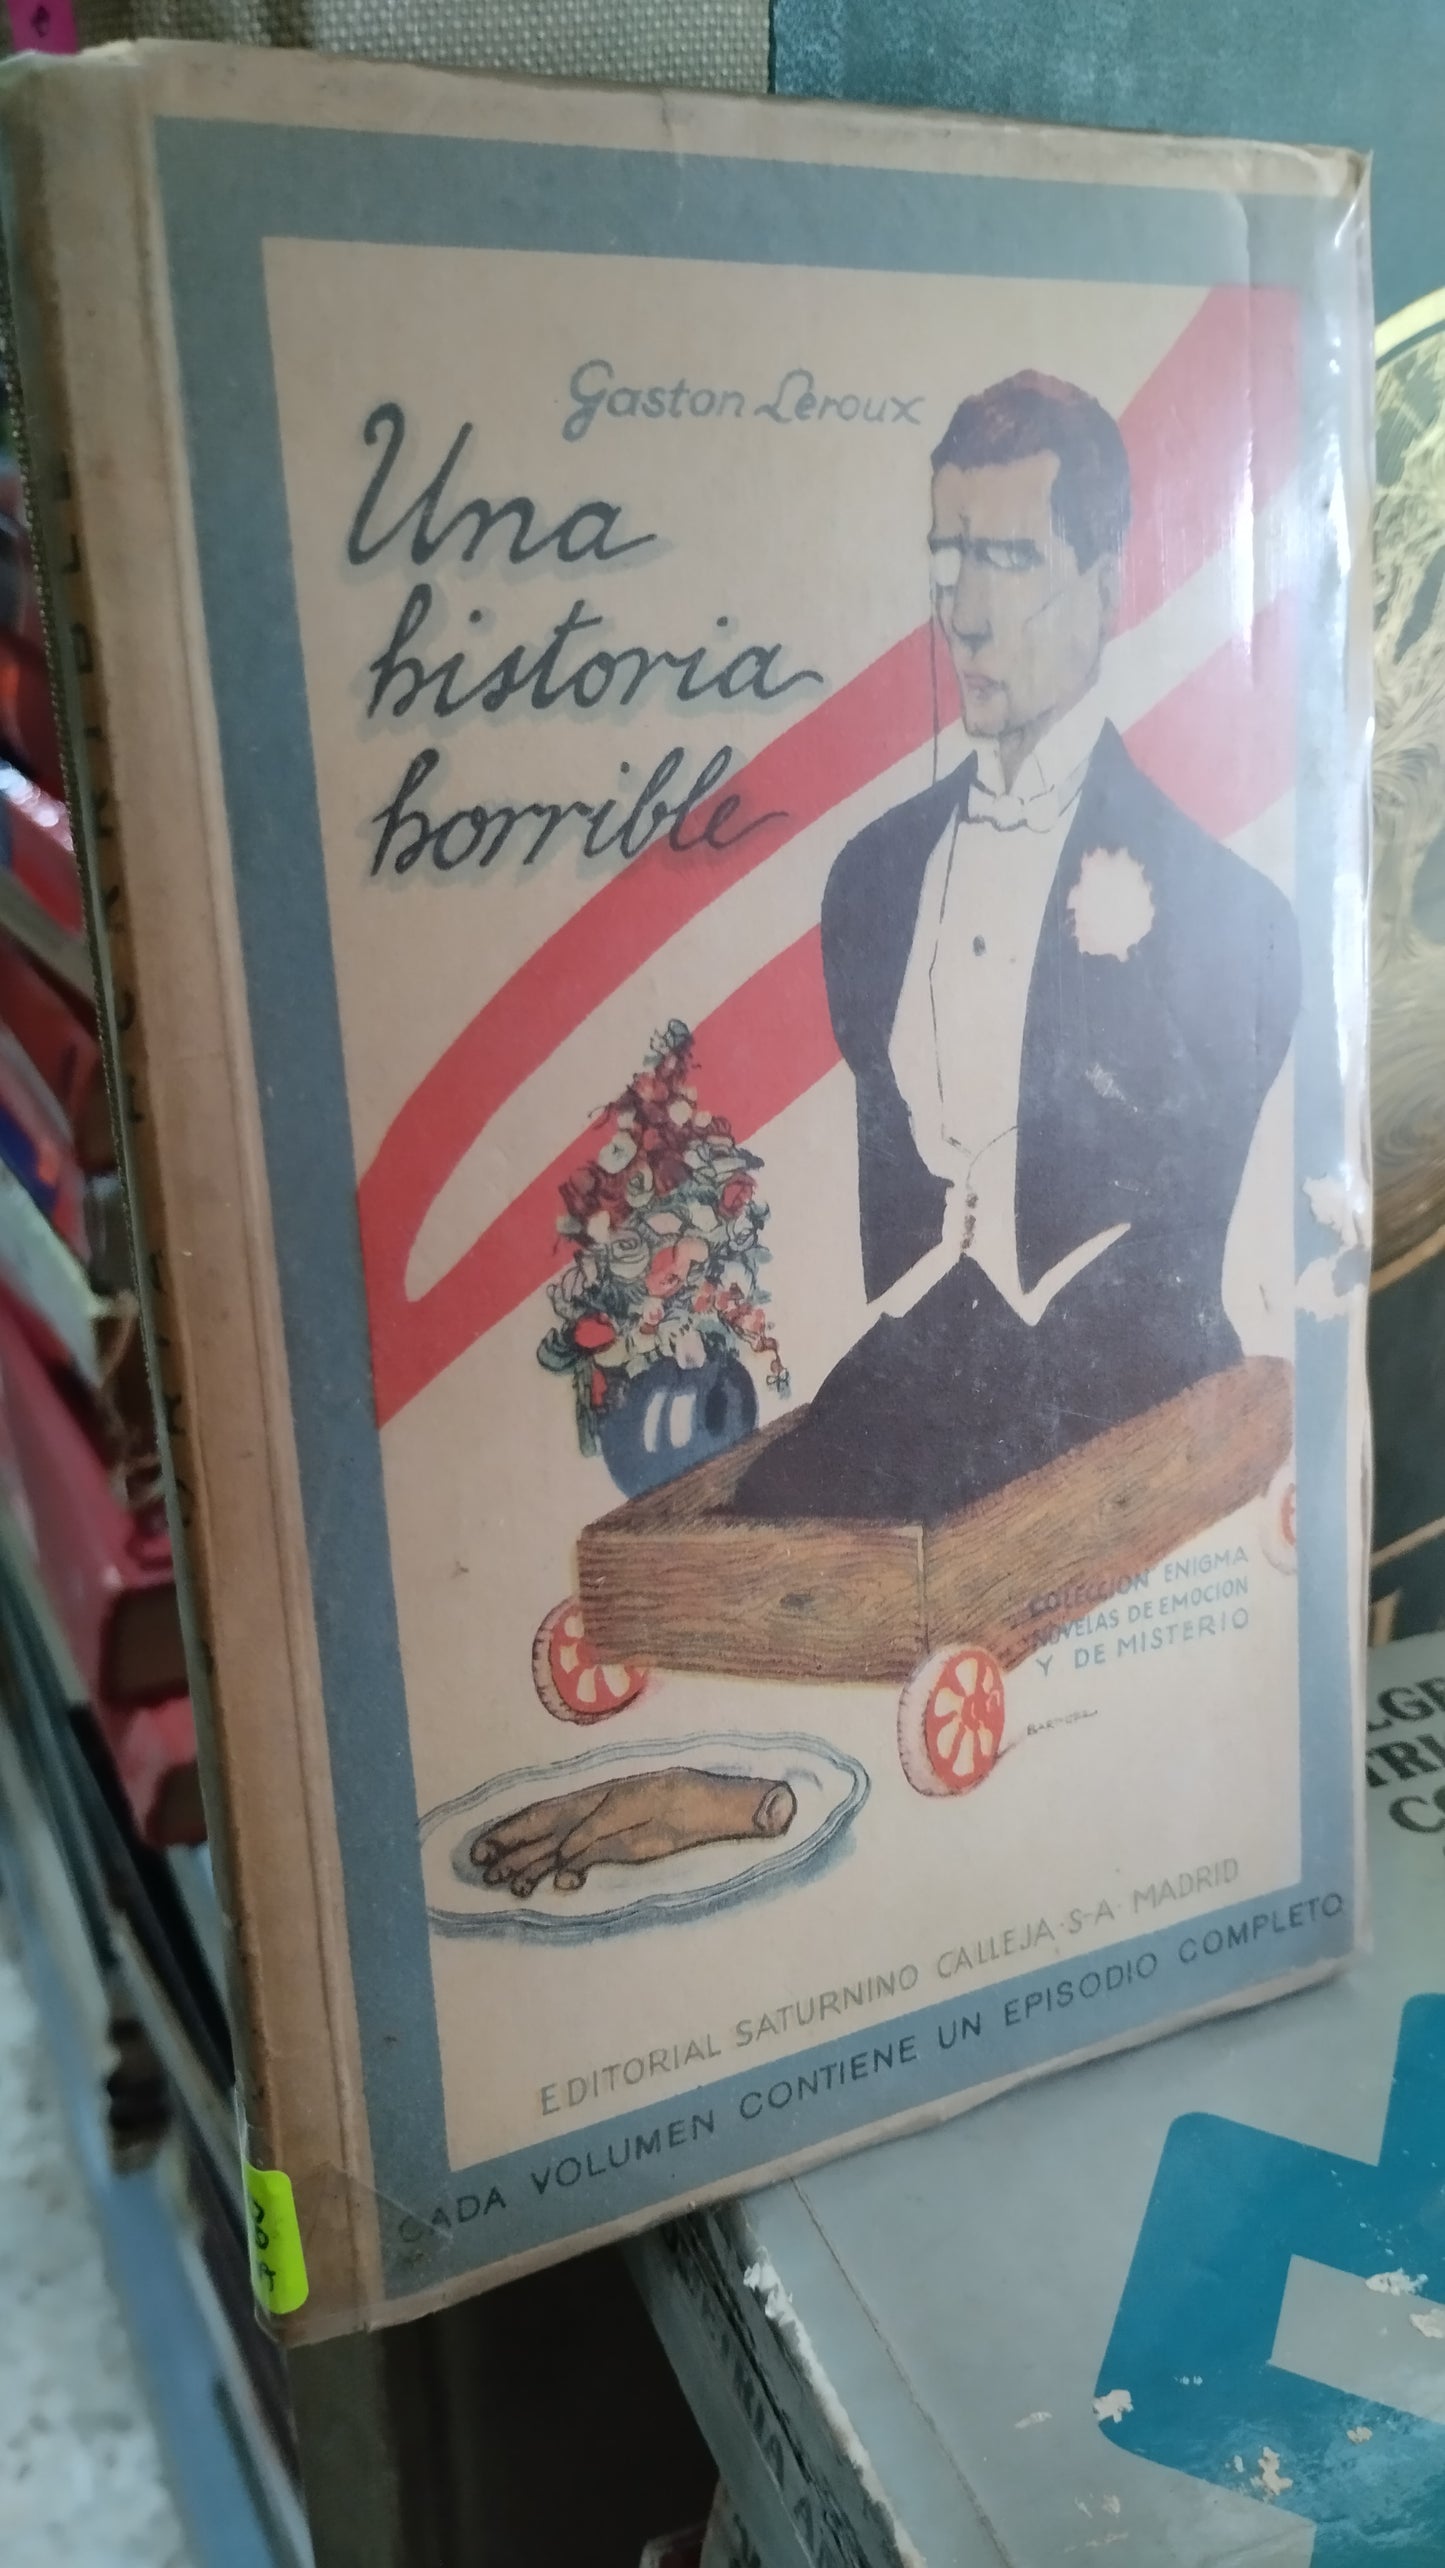 Gaston Leroux
Una
historia
horrible
COLECCION ENIGMA
NOVELAS DE EMOCION
Y DE MISTERIO
EDITORIAL SATURNINO CALLEJA·S-A· MADRID
CADA VOLUMEN CONTIENE UN EPISODIO COMPLETO